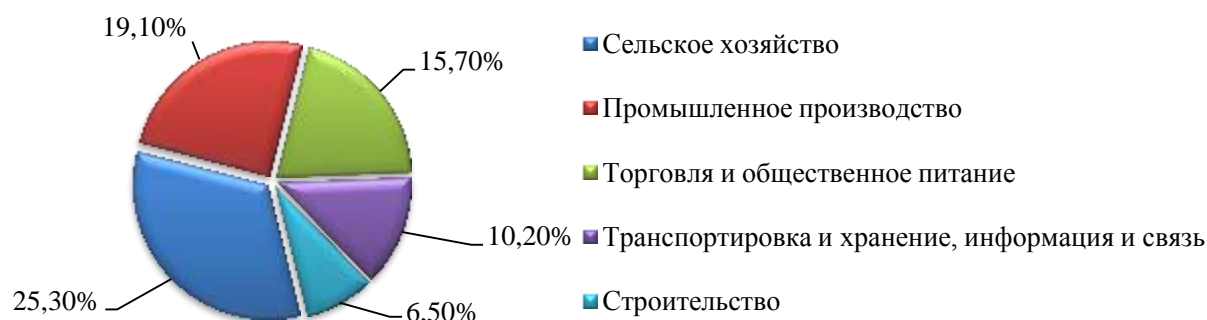 19,10%
15,70%
10,20%
6,50%
25,30%
Сельское хозяйство
Промышленное производство
Торговля и общественное питание
Транспортировка и хранение, информация и связь
Строительство